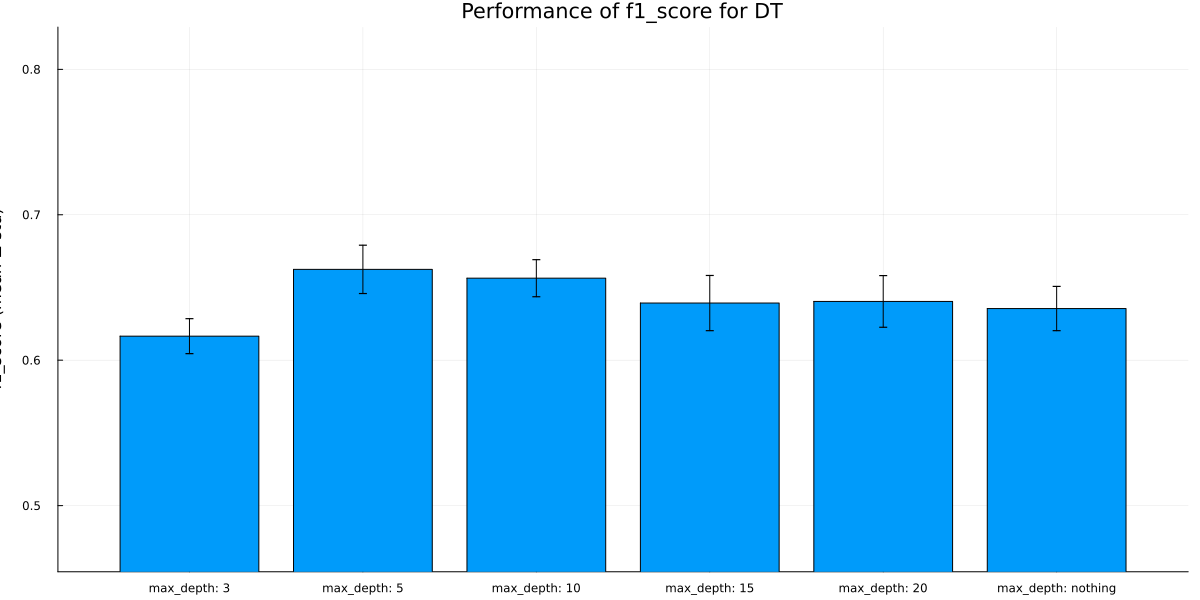 Performance of f1_score for DT
0.8
0.7
0.6
0.5
max_depth: 3
max_depth: 5
max_depth: 10
max_depth: 15
max_depth: 20
max_depth: nothing